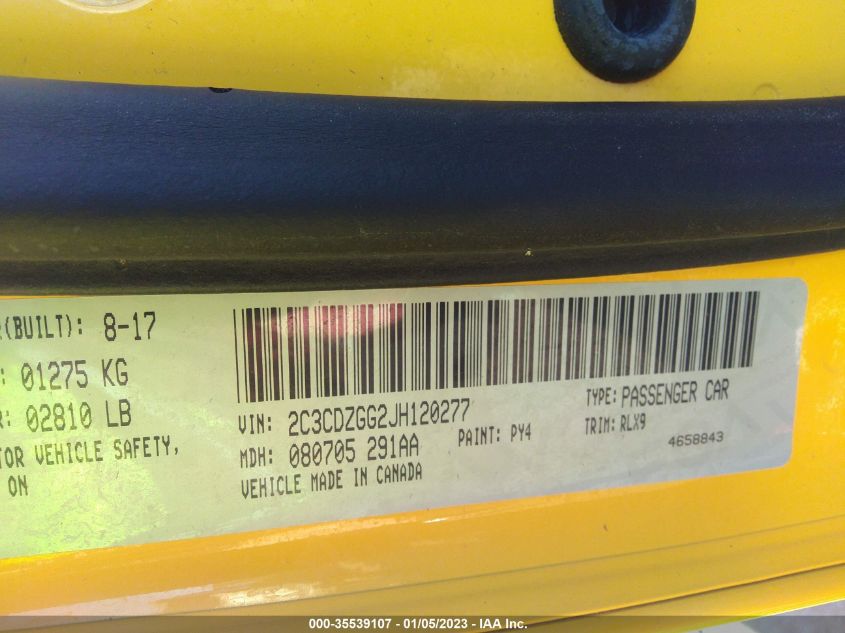 R(BUILT): 8-17
: 01275 KG
R: 02810 LB
TOR VEHICLE SAFETY,
ON
VIN: 2C3CDZGG2JH120277
TYPE: PASSENGER CAR
MDH: 080705 291AA
PAINT: PY4
TRIM: RLX9
VEHICLE MADE IN CANADA
4658843
000-35539107 - 01/05/2023 - IAA Inc.